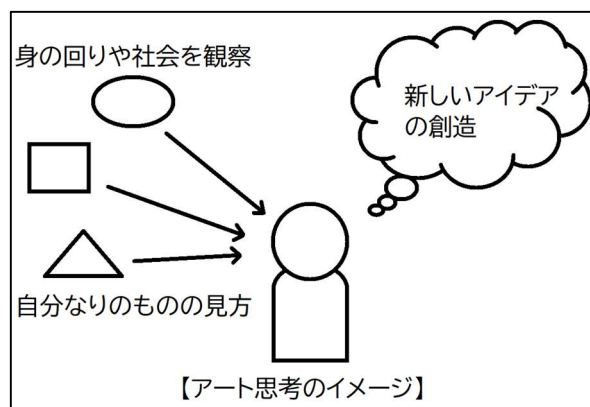 身の回りや社会を観察
新しいアイデア
の創造
自分なりのものの見方
【アート思考のイメージ】